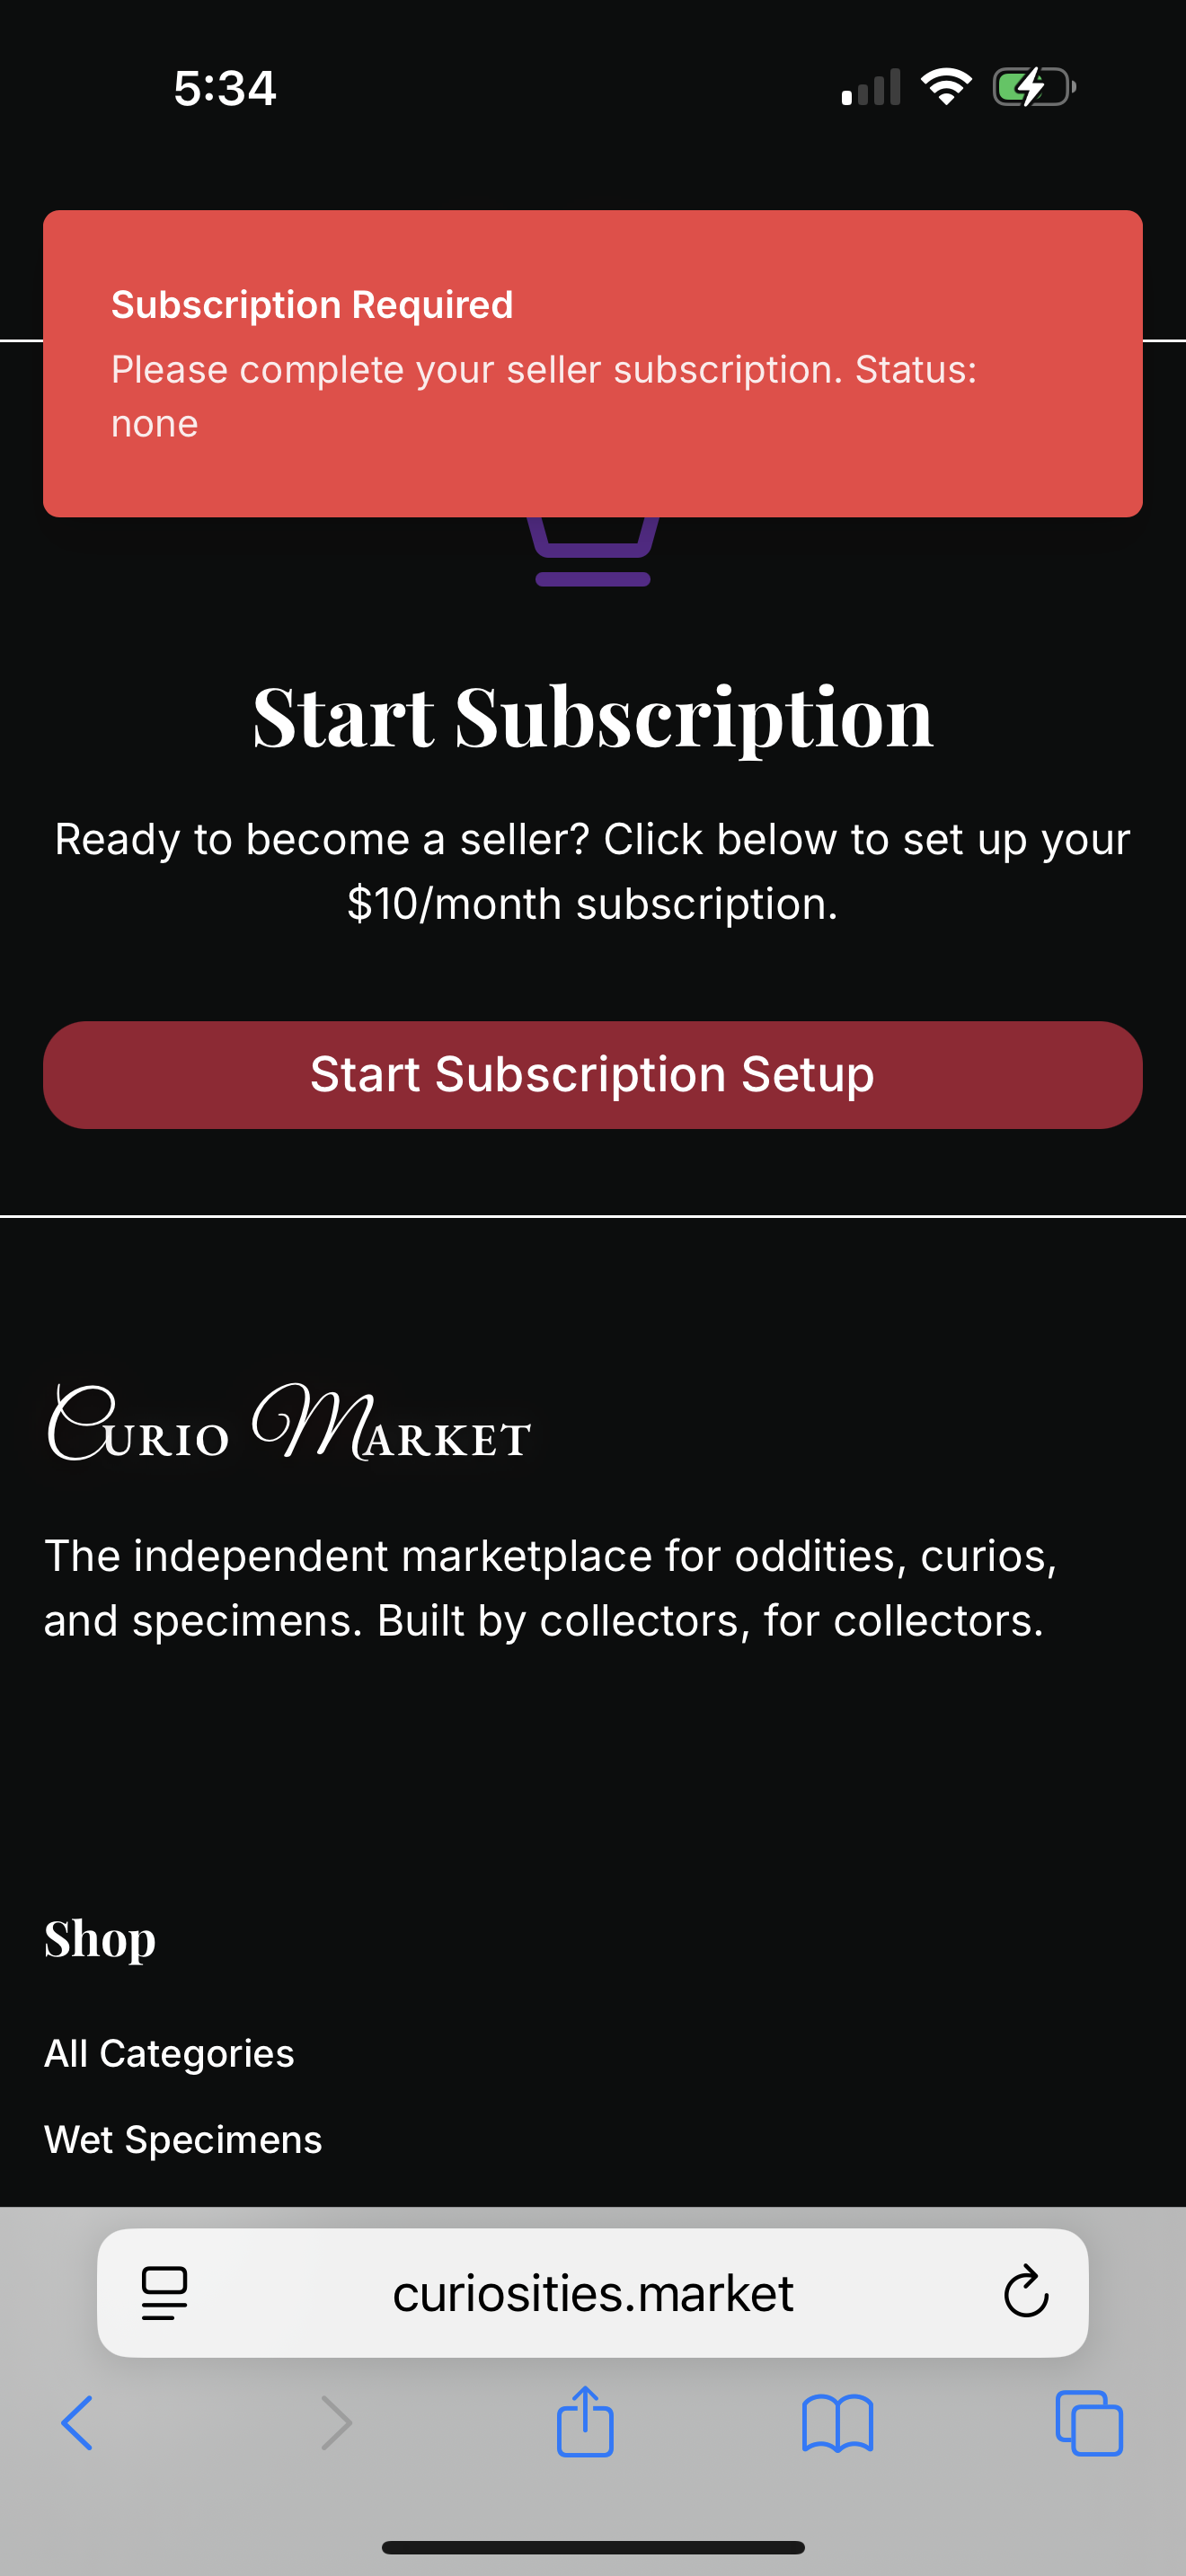 5:34
Subscription Required
Please complete your seller subscription. Status:
none
Start Subscription
Ready to become a seller? Click below to set up your
$10/month subscription.
Start Subscription Setup
Curio Market
The independent marketplace for oddities, curios,
and specimens. Built by collectors, for collectors.
Shop
All Categories
Wet Specimens
curiosities.market